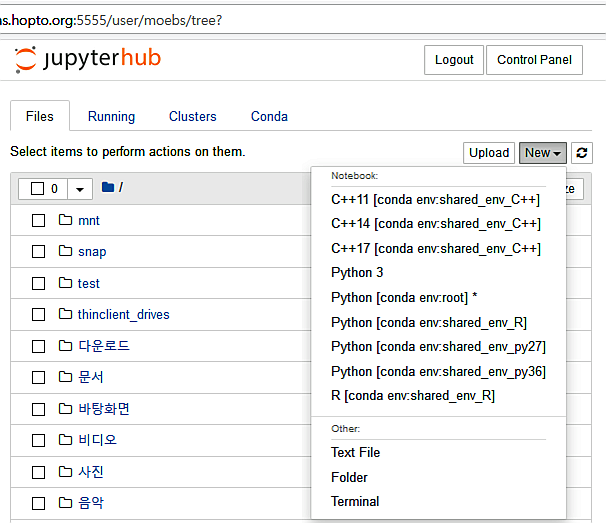 ns.hopto.org:5555/user/moebs/tree?
jupyterhub
Logout
Control Panel
Files
Running
Clusters
Conda
Select items to perform actions on them.
Upload
New
0
/
Notebook:
C++11 [conda env:shared_env_C++]
C++14 [conda env:shared_env_C++]
C++17 [conda env:shared_env_C++]
Python 3
Python [conda env:root] *
Python [conda env:shared_env_R]
Python [conda env:shared_env_py27]
Python [conda env:shared_env_py36]
R [conda env:shared_env_R]
Other:
Text File
Folder
Terminal
ze
mnt
snap
test
thinclient_drives
다운로드
문서
바탕화면
비디오
사진
음악